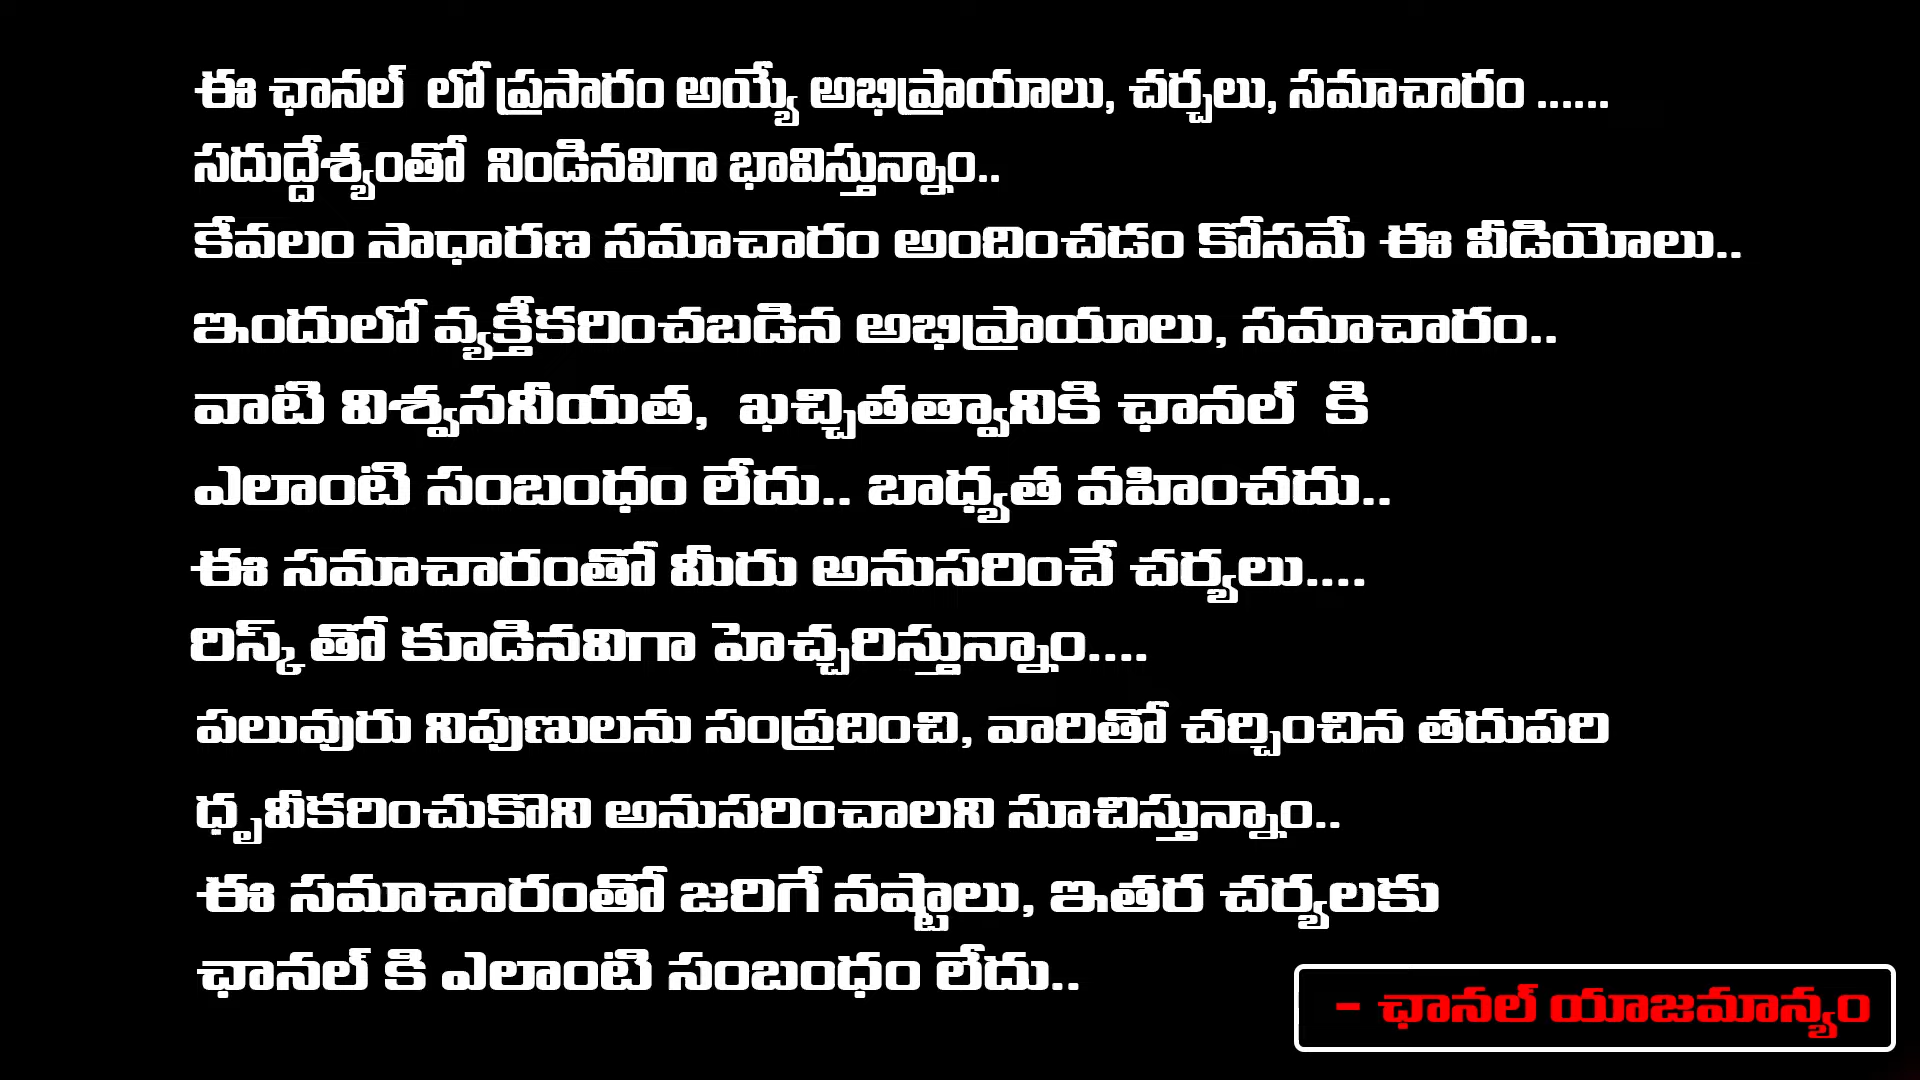 ఈ ఛానల్ లో ప్రసారం అయ్యే అభిప్రాయాలు, చర్చలు, సమాచారం ......
సదుద్దేశ్యంతో నిండినవిగా భావిస్తున్నాం..
కేవలం సాధారణ సమాచారం అందించడం కోసమే ఈ వీడియోలు..
ఇందులో వ్యక్తీకరించబడిన అభిప్రాయాలు, సమాచారం..
వాటి విశ్వసనీయత, ఖచ్చితత్వానికి ఛానల్ కి
ఎలాంటి సంబంధం లేదు.. బాధ్యత వహించదు..
ఈ సమాచారంతో మీరు అనుసరించే చర్యలు....
రిస్క్ తో కూడినవిగా హెచ్చరిస్తున్నాం....
పలువురు నిపుణులను సంప్రదించి, వారితో చర్చించిన తదుపరి
ధృవీకరించుకొని అనుసరించాలని సూచిస్తున్నాం..
ఈ సమాచారంతో జరిగే నష్టాలు, ఇతర చర్యలకు
ఛానల్ కి ఎలాంటి సంబంధం లేదు..
- ఛానల్ యాజమాన్యం